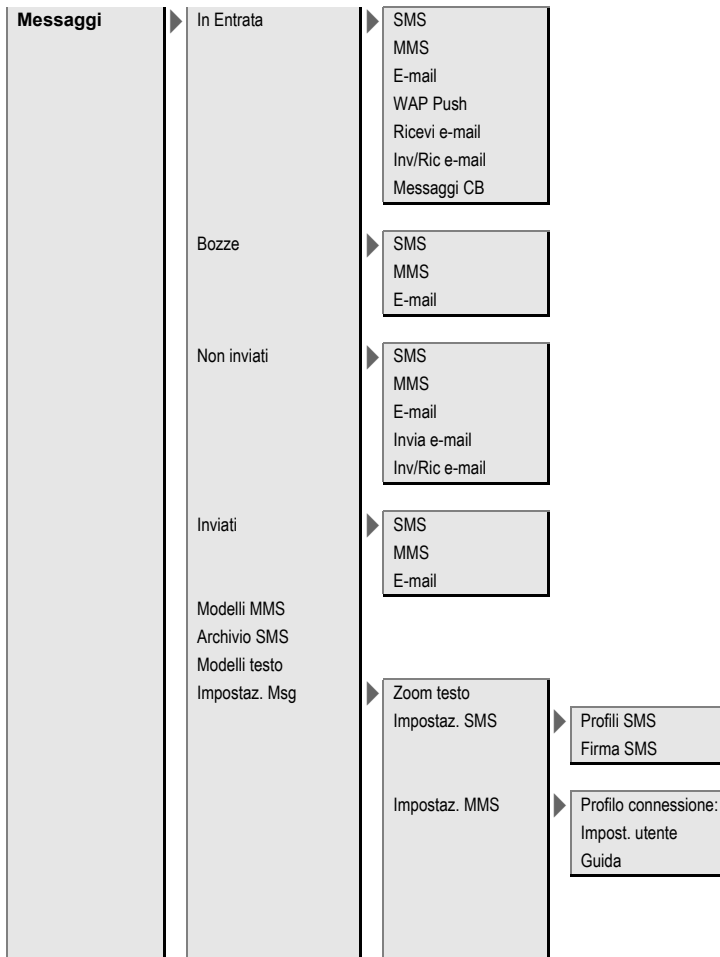 Messaggi
In Entrata
SMS
MMS
E-mail
WAP Push
Ricevi e-mail
Inv/Ric e-mail
Messaggi CB
Bozze
SMS
MMS
E-mail
Non inviati
SMS
MMS
E-mail
Invia e-mail
Inv/Ric e-mail
Inviati
SMS
MMS
E-mail
Modelli MMS
Archivio SMS
Modelli testo
Impostaz. Msg
Zoom testo
Impostaz. SMS
Profili SMS
Firma SMS
Impostaz. MMS
Profilo connessione:
Impost. utente
Guida